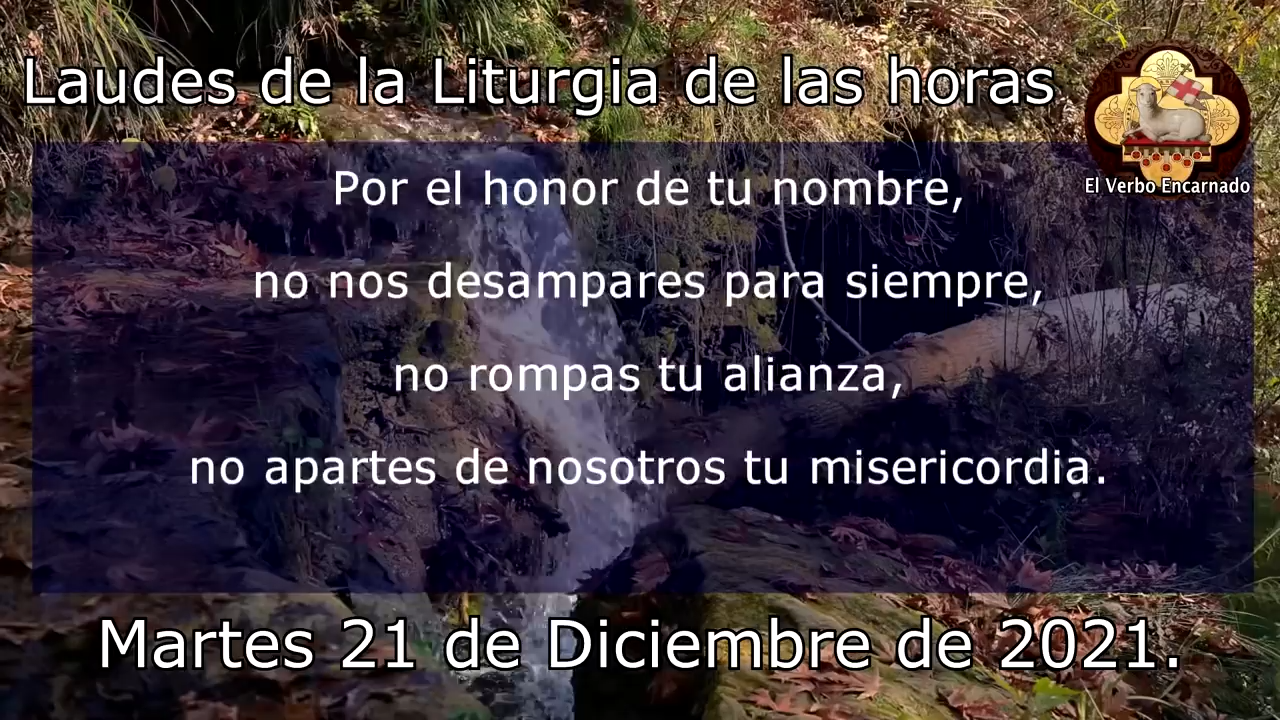 Laudes de la Liturgia de las horas
El Verbo Encarnado
Por el honor de tu nombre,
no nos desampares para siempre,
no rompas tu alianza,
no apartes de nosotros tu misericordia.
Martes 21 de Diciembre de 2021.